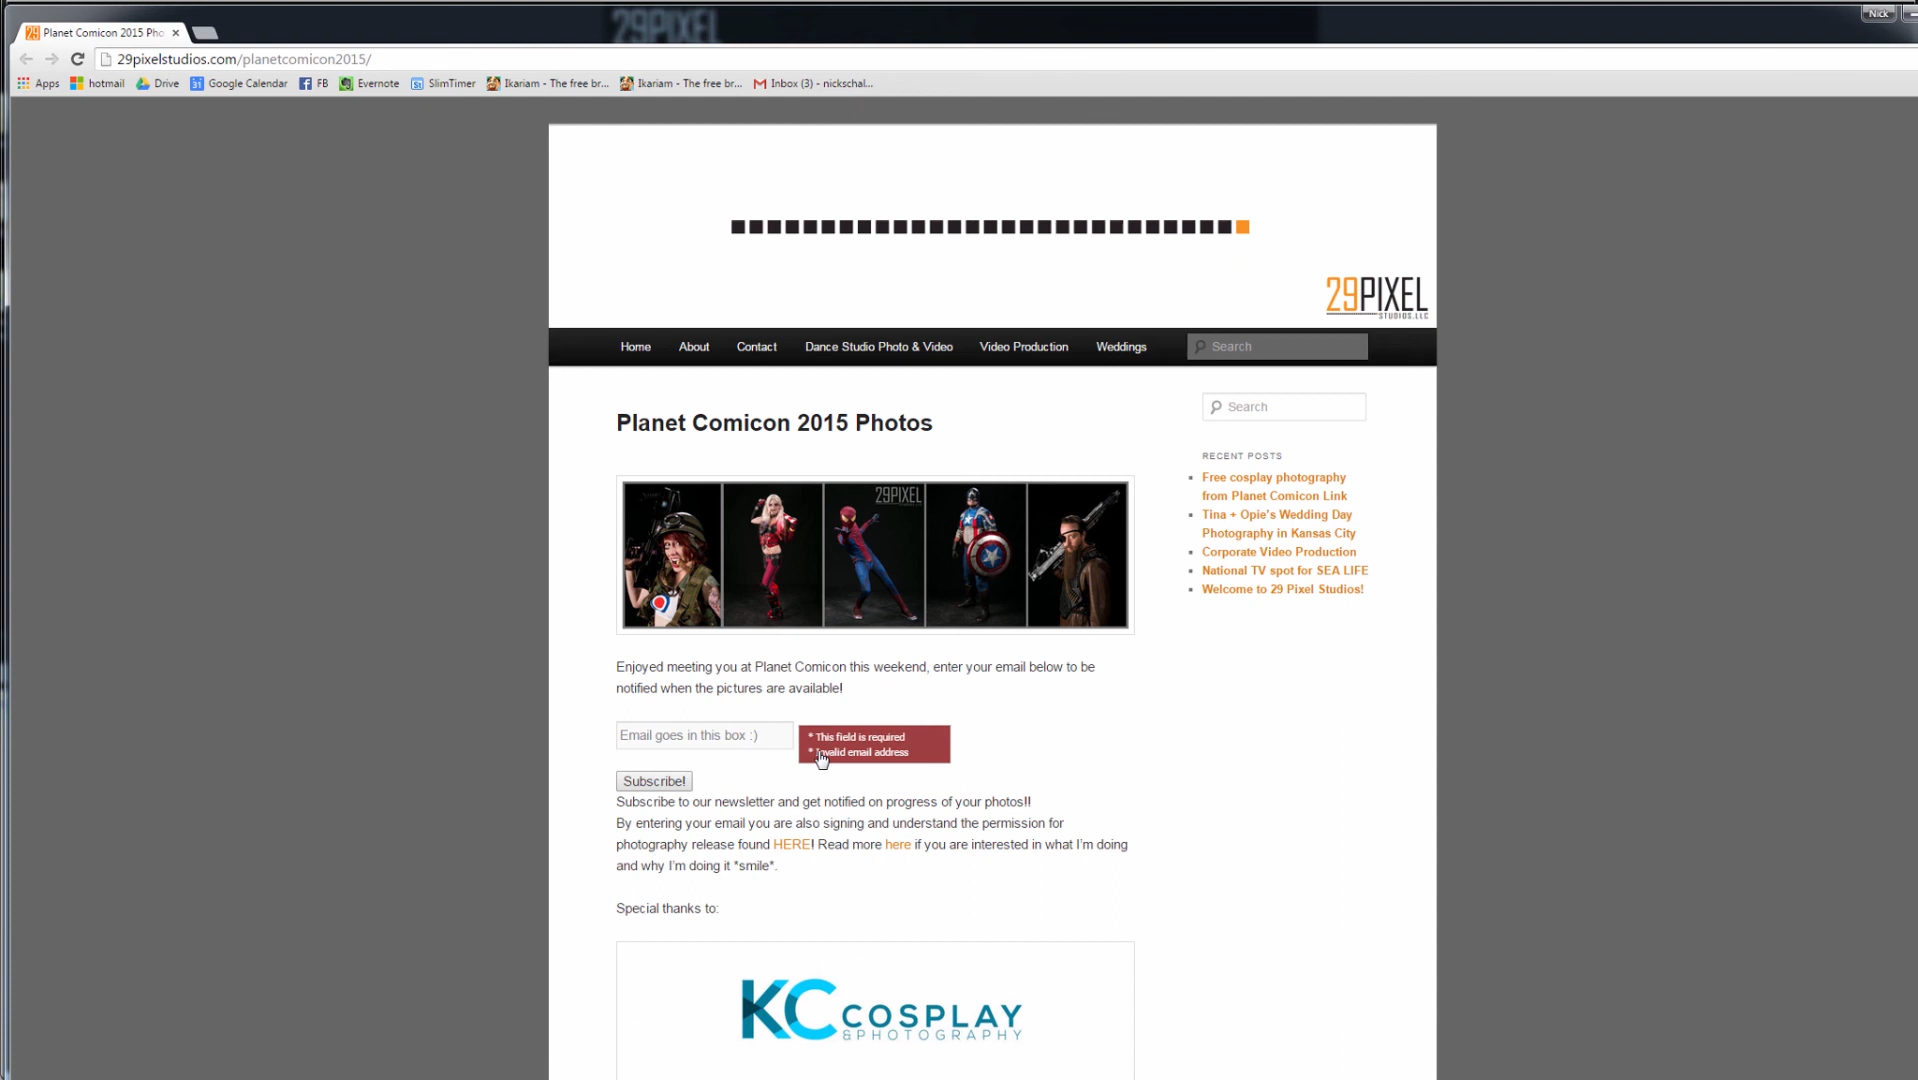 29PIXEL
Nick
Planet Comicon 2015 Pho
29pixelstudios.com/planetcomicon2015/
Apps hotmail Drive 31 Google Calendar FB Evernote SlimTimer Ikariam - The free br... Ikariam - The free br... Inbox (3) - nickschal...
29PIXEL
STUDIOS.LLC
Home About Contact Dance Studio Photo & Video Video Production Weddings Search
Planet Comicon 2015 Photos
29PIXEL
Enjoyed meeting you at Planet Comicon this weekend, enter your email below to be
notified when the pictures are available!
Email goes in this box :)
* This field is required
* Invalid email address
Subscribe!
Subscribe to our newsletter and get notified on progress of your photos!!
By entering your email you are also signing and understand the permission for
photography release found HERE! Read more here if you are interested in what I'm doing
and why I'm doing it *smile*.
Special thanks to:
KC COSPLAY
&PHOTOGRAPHY
Search
RECENT POSTS
Free cosplay photography
from Planet Comicon Link
Tina + Opie's Wedding Day
Photography in Kansas City
Corporate Video Production
National TV spot for SEA LIFE
Welcome to 29 Pixel Studios!